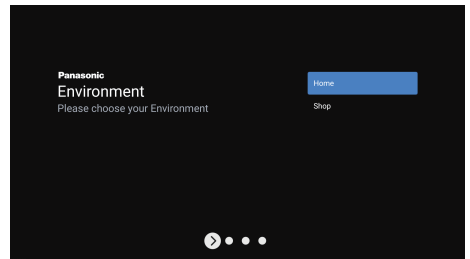 Panasonic
Environment
Please choose your Environment
Home
Shop